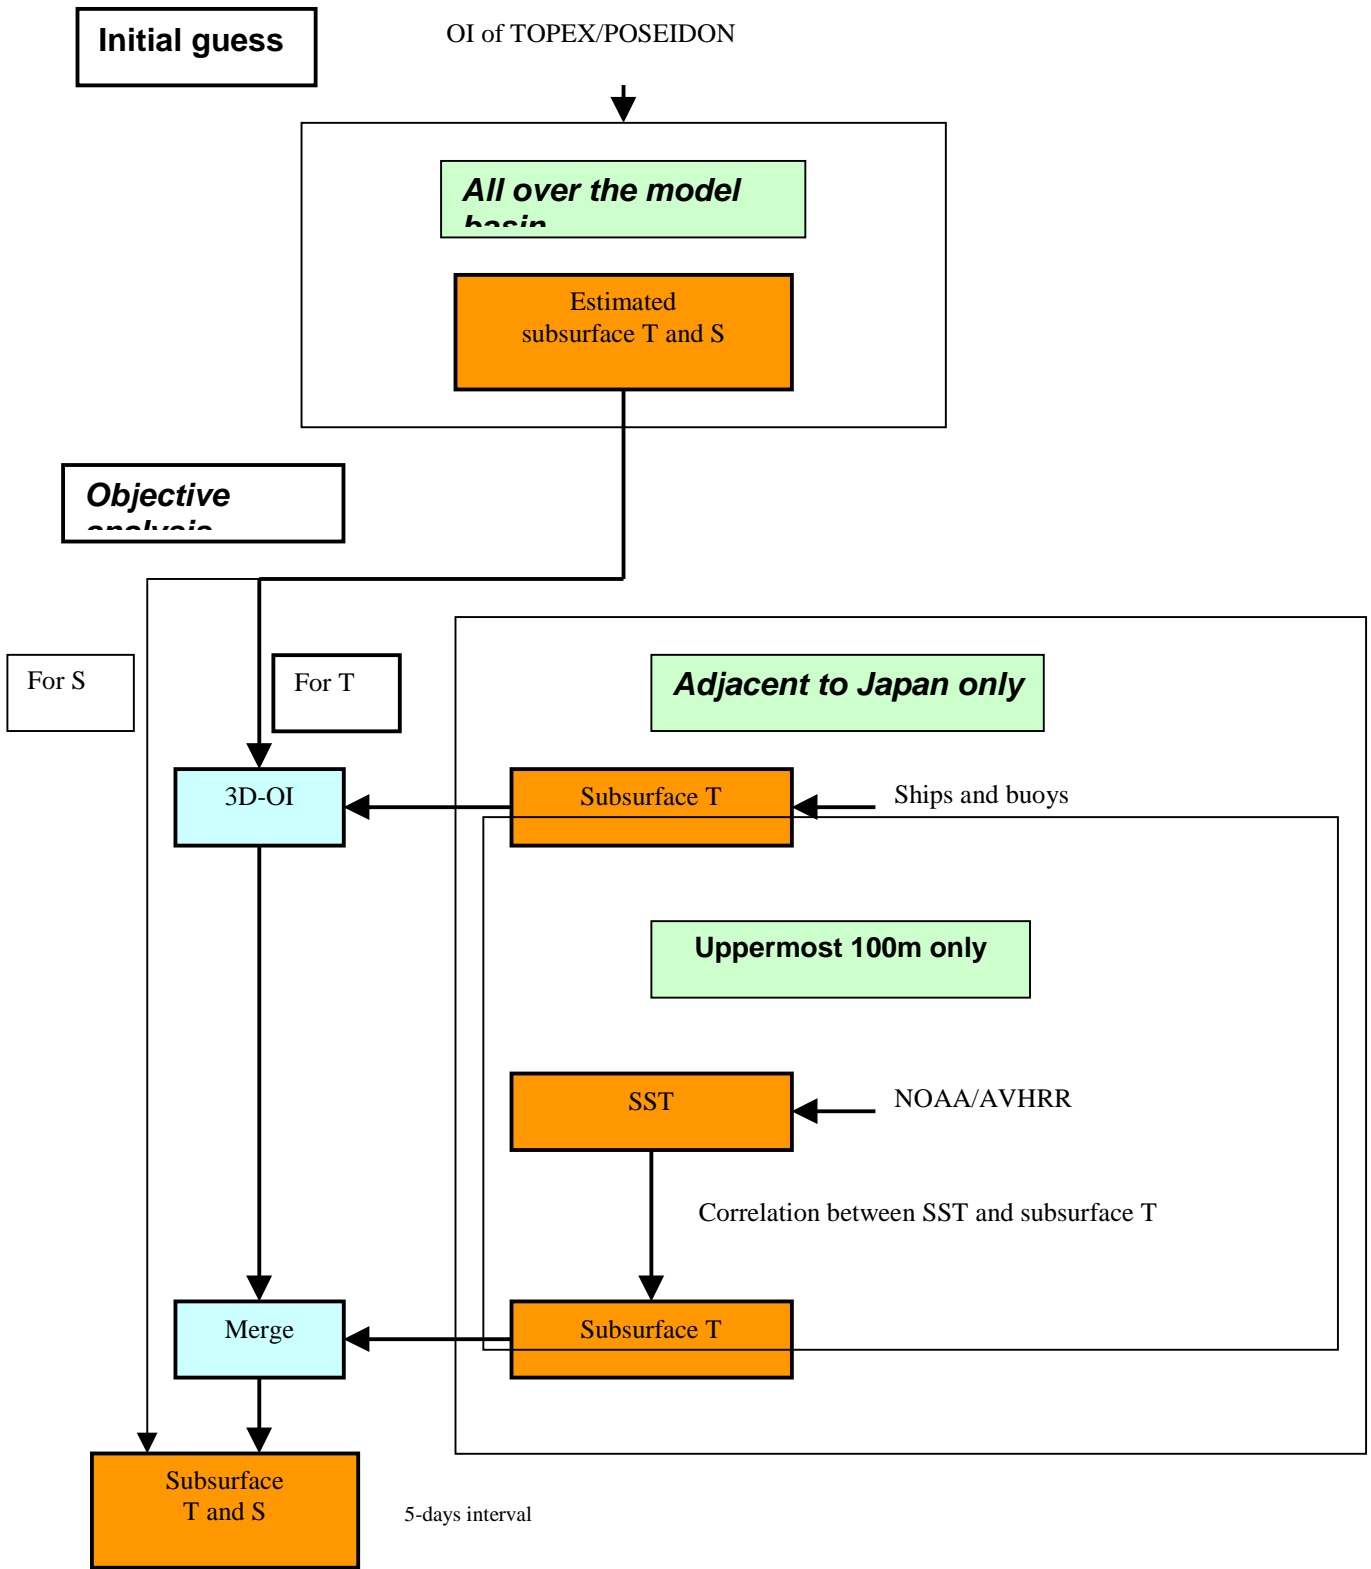 Initial guess
OI of TOPEX/POSEIDON
All over the model
basin
Estimated
subsurface T and S
Objective
analysis
For S
For T
Adjacent to Japan only
3D-OI
Subsurface T
Ships and buoys
Uppermost 100m only
SST
NOAA/AVHRR
Correlation between SST and subsurface T
Merge
Subsurface T
Subsurface
T and S
5-days interval